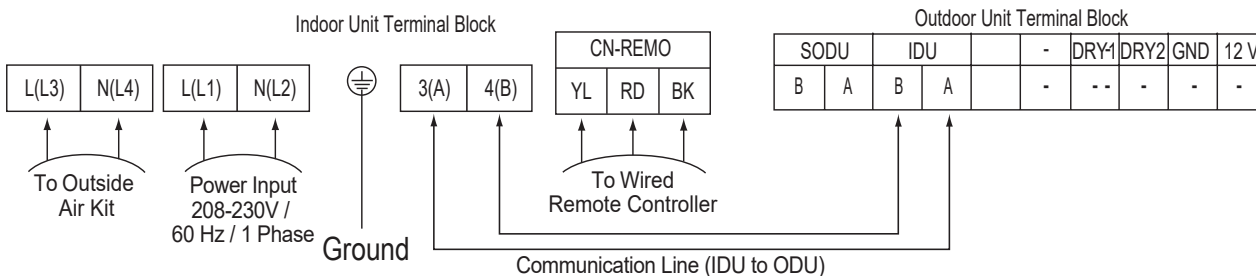 Indoor Unit Terminal Block
Outdoor Unit Terminal Block
L(L3) N(L4) L(L1) N(L2) 3(A) 4(B)
CN-REMO
YL RD BK
SODU IDU - DRY1 DRY2 GND 12 V
B A B A - - - - - -
To Outside
Air Kit
Power Input
208-230V /
60 Hz / 1 Phase
Ground
To Wired
Remote Controller
Communication Line (IDU to ODU)